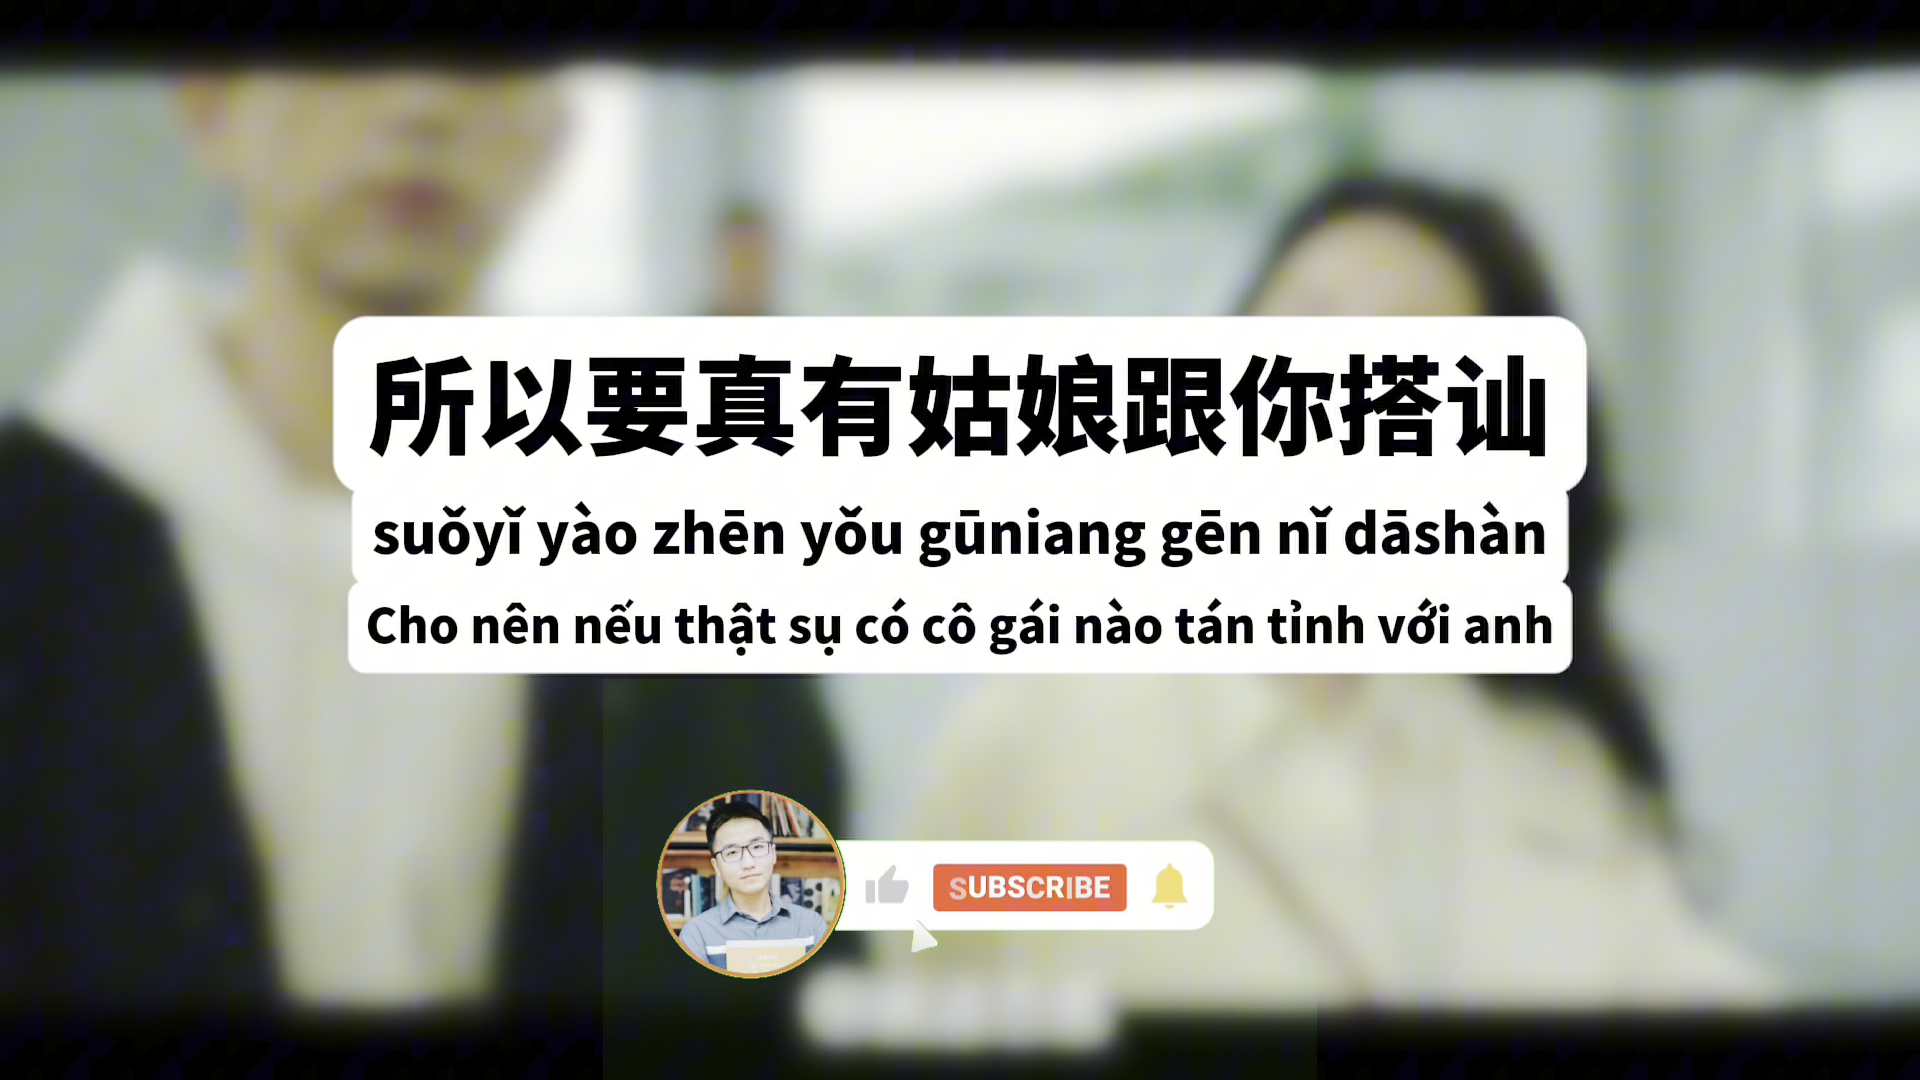 所以要真有姑娘跟你搭讪
suǒyǐ yào zhēn yǒu gūniang gēn nǐ dāshàn
Cho nên nếu thật sự có cô gái nào tán tỉnh với anh
SUBSCRIBE